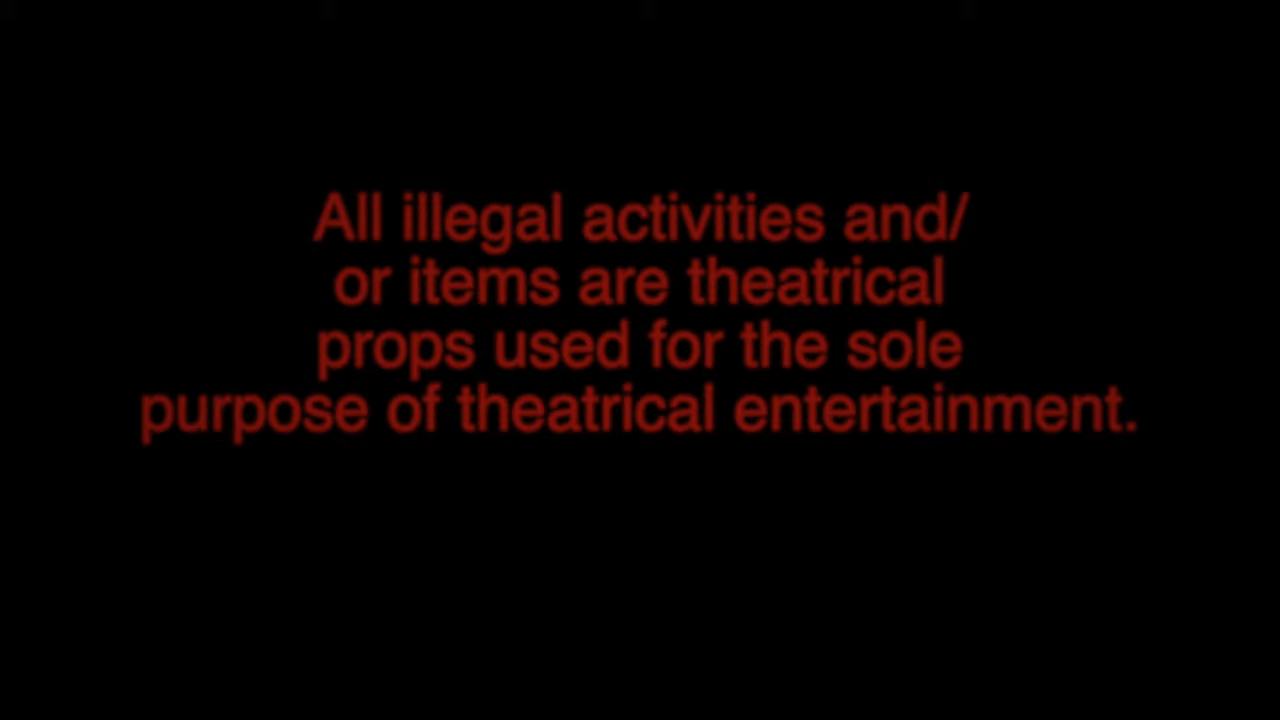 All illegal activities and/
or items are theatrical
props used for the sole
purpose of theatrical entertainment.